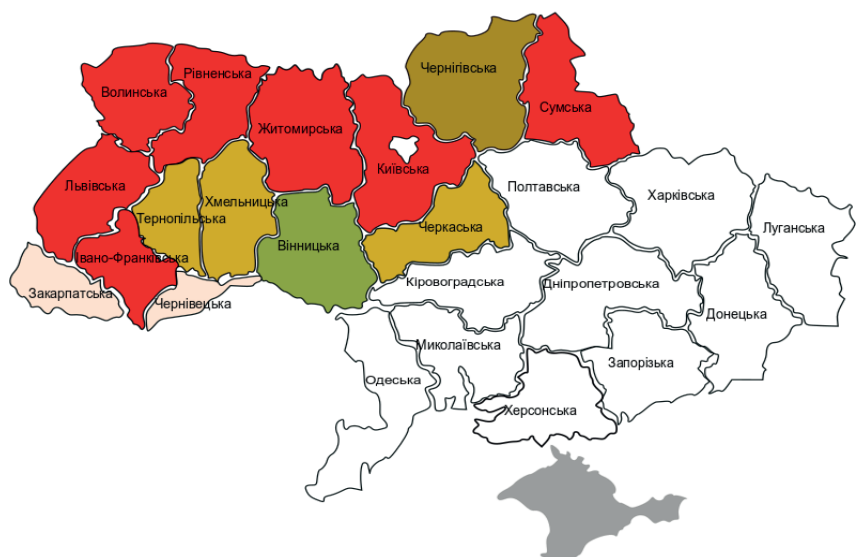 Чернігівська
Рівненська
Волинська
Сумська
Житомирська
Київська
Львівська
Полтавська
Харківська
Хмельницька
Тернопільська
Черкаська
Луганська
Вінницька
Івано-Франківська
Кіровоградська
Дніпропетровська
Закарпатська
Чернівецька
Донецька
Миколаївська
Запорізька
Одеська
Херсонська